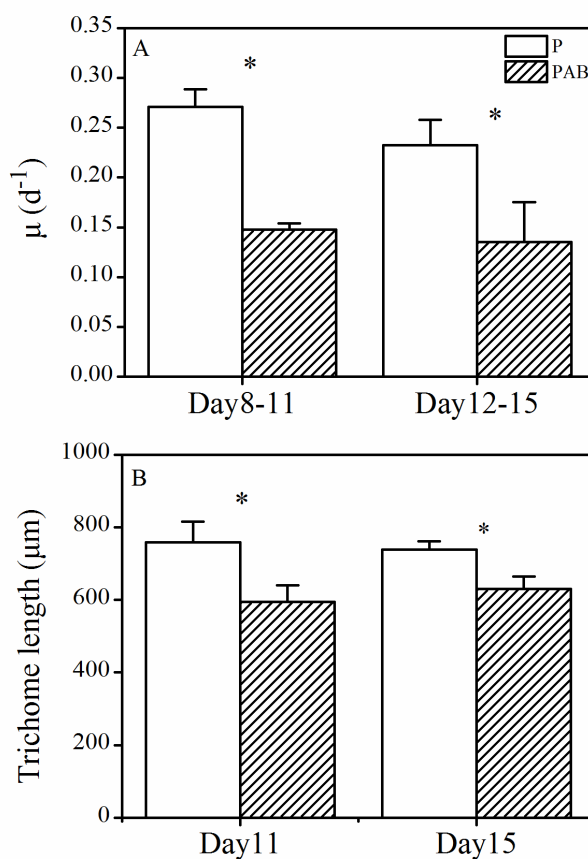 A
P
PAB
*
*
0.35
0.30
0.25
0.20
0.15
0.10
0.05
0.00
µ (d⁻¹)
Day8-11
Day12-15
B
*
*
1000
800
600
400
200
0
Trichome length (µm)
Day11
Day15